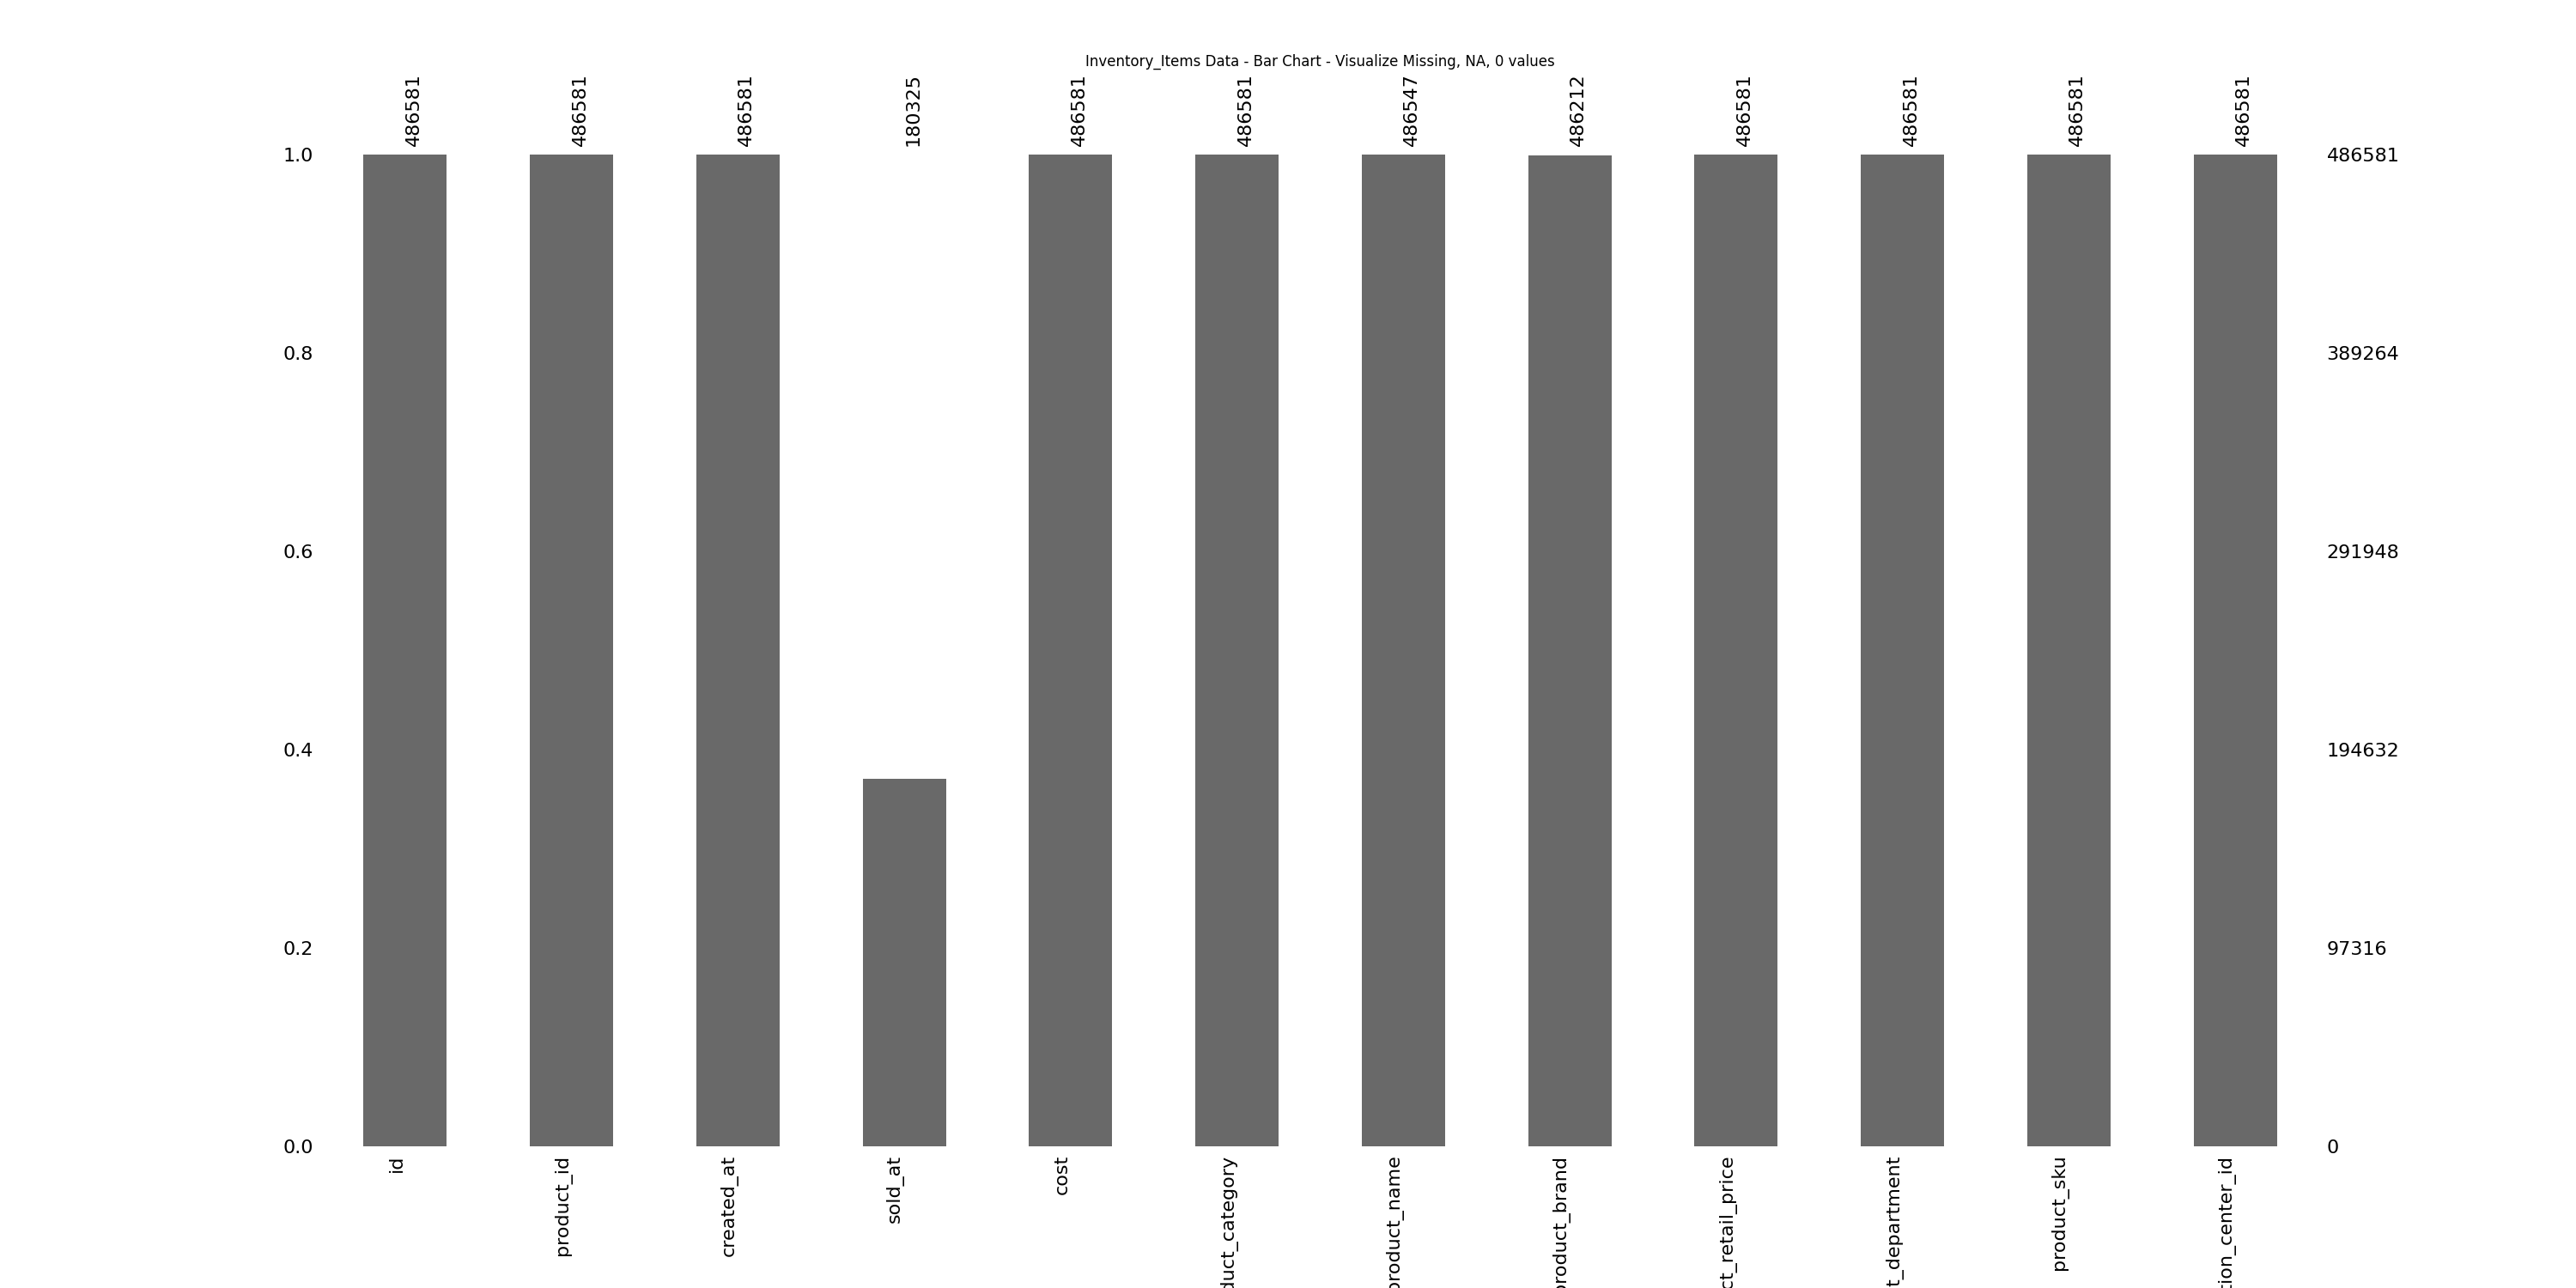 Inventory_Items Data - Bar Chart - Visualize Missing, NA, 0 values
486581
486581
486581
180325
486581
486581
486547
486212
486581
486581
486581
486581
1.0
486581
0.8
389264
0.6
291948
0.4
194632
0.2
97316
0.0
0
id
product_id
created_at
sold_at
cost
duct_category
product_name
product_brand
ct_retail_price
t_department
product_sku
tion_center_id